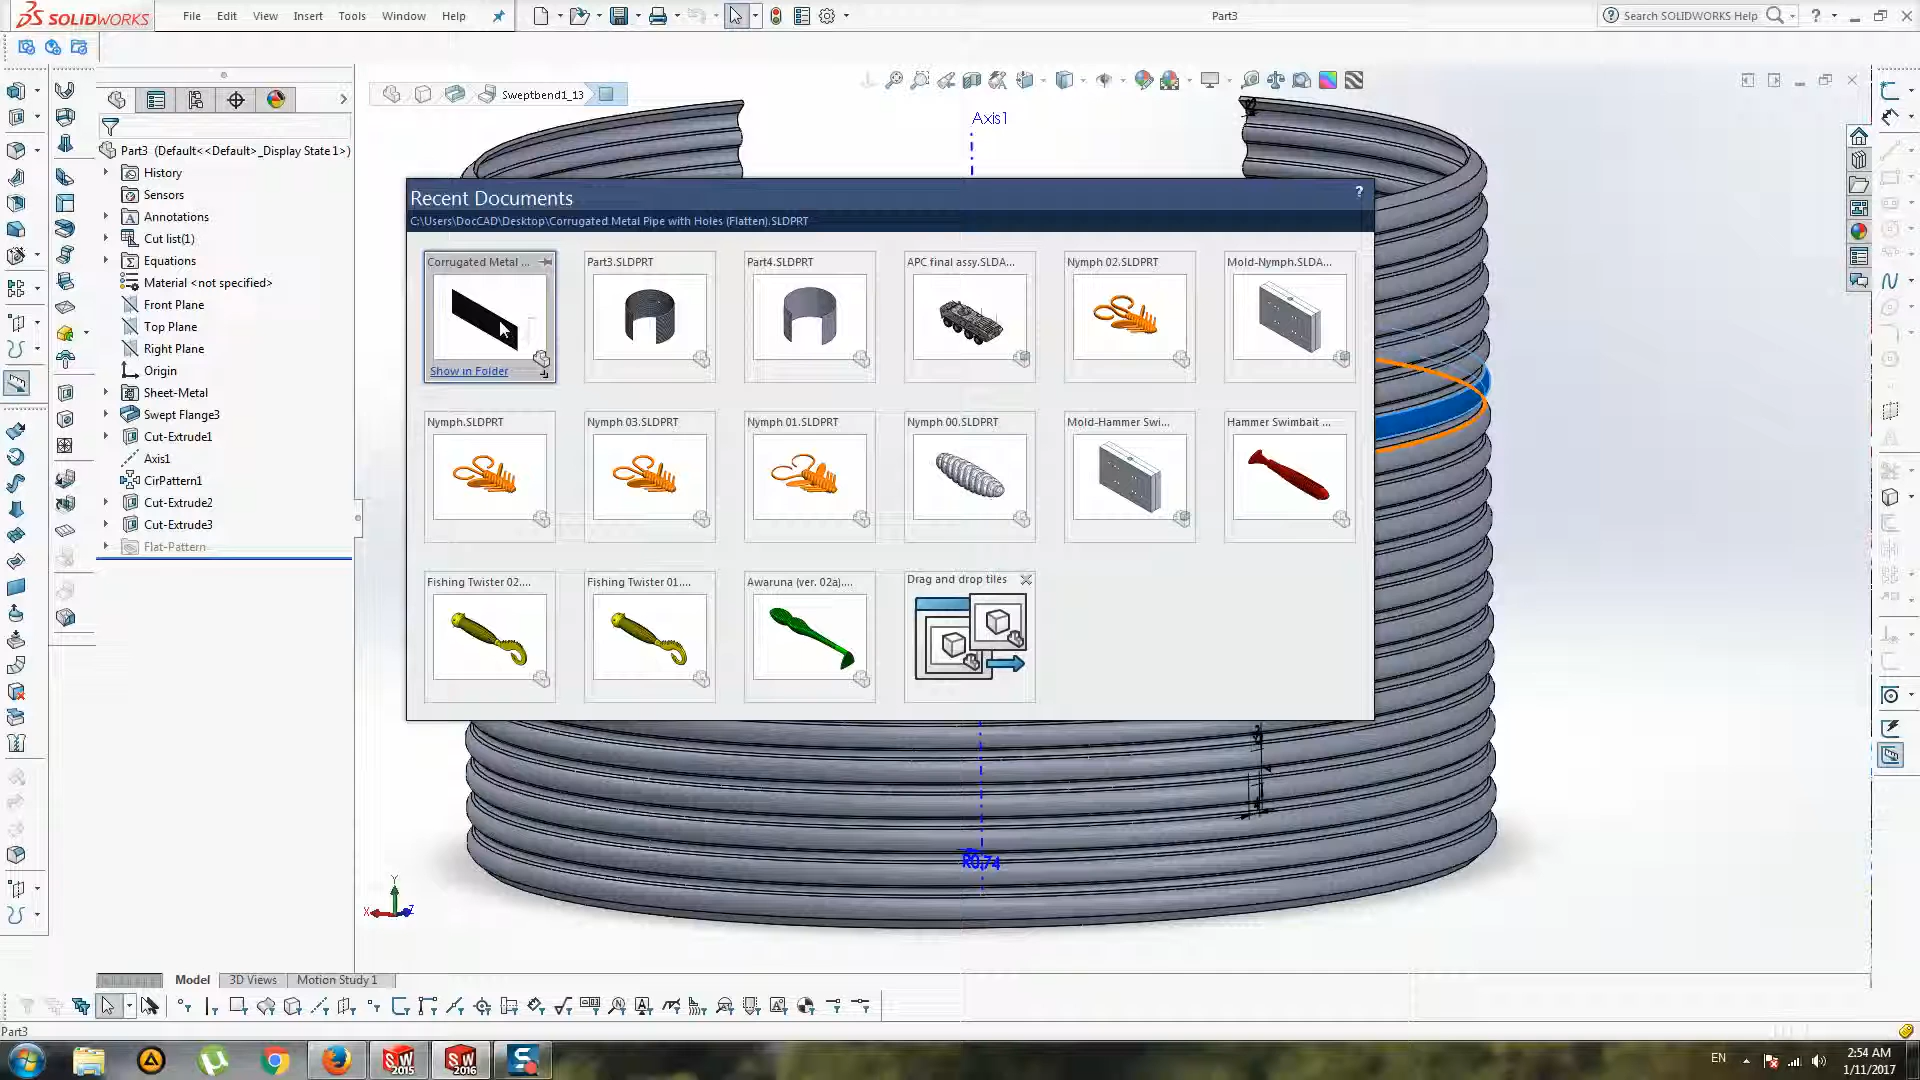 SOLIDWORKS File Edit View Insert Tools Window Help Part3 Search SOLIDWORKS Help
Sweptbend1_13
Axis1
Part3 (Default<<Default>_Display State 1>)
History
Sensors
Annotations
Cut list(1)
Equations
Material <not specified>
Front Plane
Top Plane
Right Plane
Origin
Sheet-Metal
Swept Flange3
Cut-Extrude1
Axis1
CirPattern1
Cut-Extrude2
Cut-Extrude3
Flat-Pattern
Recent Documents
C:\Users\DocCAD\Desktop\Corrugated Metal Pipe with Holes (Flatten).SLDPRT
Corrugated Metal ... Part3.SLDPRT Part4.SLDPRT APC final assy.SLDA... Nymph 02.SLDPRT Mold-Nymph.SLDA...
Show in Folder
Nymph.SLDPRT Nymph 03.SLDPRT Nymph 01.SLDPRT Nymph 00.SLDPRT Mold-Hammer Swi... Hammer Swimbait ...
Fishing Twister 02.... Fishing Twister 01.... Awaruna (ver. 02a).... Drag and drop tiles
R0,74
Y
X Z
Model 3D Views Motion Study 1
Part3
SW 2015 SW 2016 S EN 2:54 AM
1/11/2017